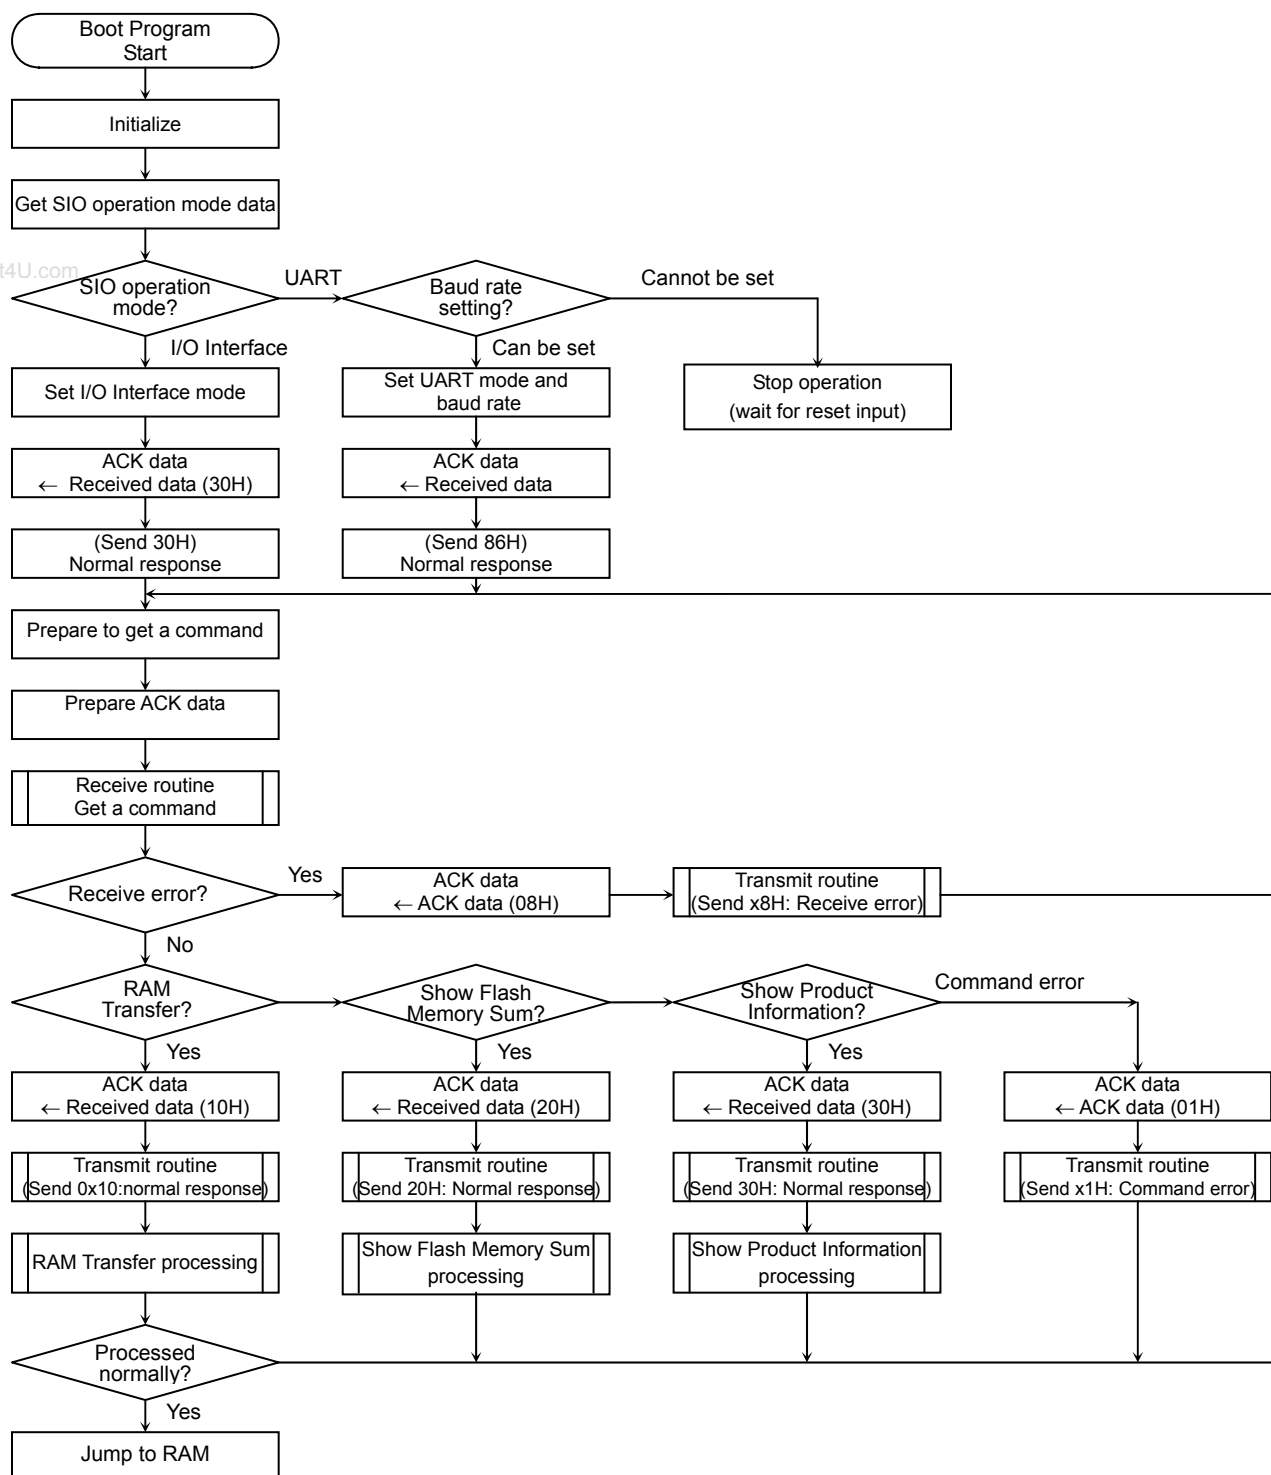 Boot Program
Start
Initialize
Get SIO operation mode data
t4U.com
SIO operation
mode?
UART
Baud rate
setting?
Cannot be set
I/O Interface
Can be set
Set I/O Interface mode
Set UART mode and
baud rate
Stop operation
(wait for reset input)
ACK data
← Received data (30H)
ACK data
← Received data
(Send 30H)
Normal response
(Send 86H)
Normal response
Prepare to get a command
Prepare ACK data
Receive routine
Get a command
Receive error?
Yes
ACK data
← ACK data (08H)
Transmit routine
(Send x8H: Receive error)
No
RAM
Transfer?
Show Flash
Memory Sum?
Show Product
Information?
Command error
Yes
Yes
Yes
ACK data
← Received data (10H)
ACK data
← Received data (20H)
ACK data
← Received data (30H)
ACK data
← ACK data (01H)
Transmit routine
(Send 0x10:normal response)
Transmit routine
(Send 20H: Normal response)
Transmit routine
(Send 30H: Normal response)
Transmit routine
(Send x1H: Command error)
RAM Transfer processing
Show Flash Memory Sum
processing
Show Product Information
processing
Processed
normally?
Yes
Jump to RAM